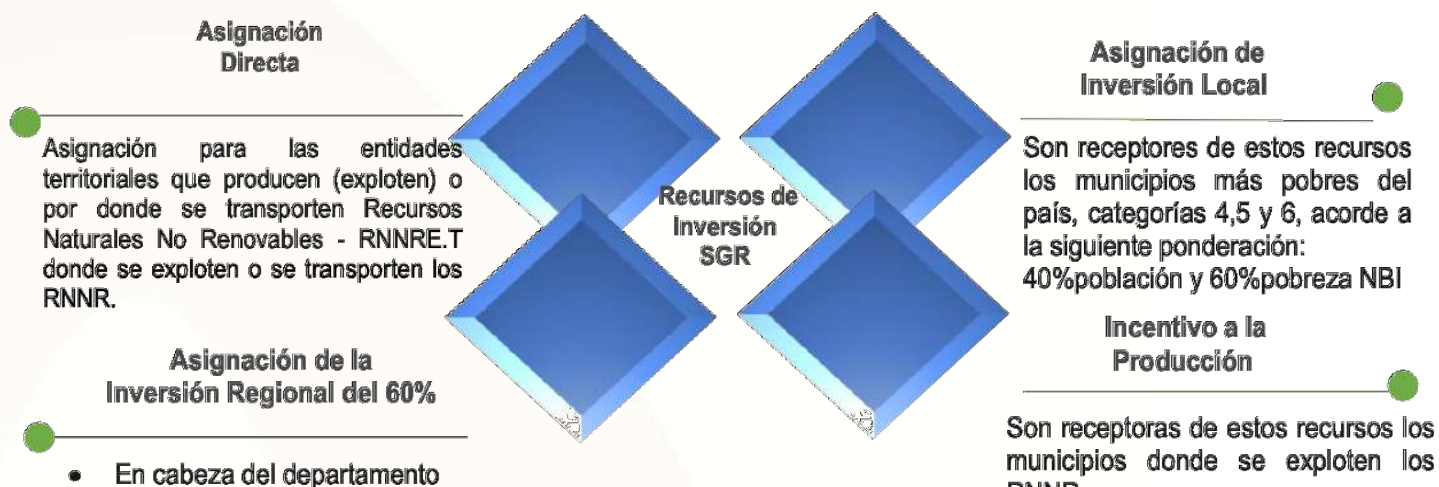 Asignación
Directa
Asignación para las entidades
territoriales que producen (exploten) o
por donde se transporten Recursos
Naturales No Renovables - RNNRE.T
donde se exploten o se transporten los
RNNR.
Asignación de la
Inversión Regional del 60%
• En cabeza del departamento
Recursos de
Inversión
SGR
Asignación de
Inversión Local
Son receptores de estos recursos
los municipios más pobres del
país, categorías 4,5 y 6, acorde a
la siguiente ponderación:
40%población y 60%pobreza NBI
Incentivo a la
Producción
Son receptoras de estos recursos los
municipios donde se exploten los